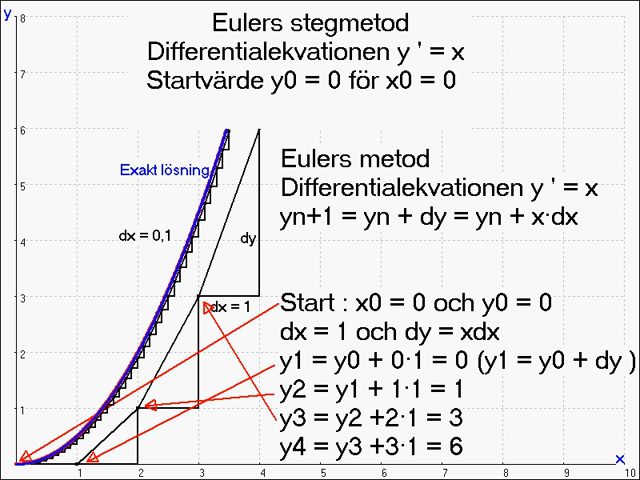 Eulers stegmetod
Differentialekvationen y ' = x
Startvärde y0 = 0 för x0 = 0
y
8
7
6
5
4
3
2
1
Exakt lösning
dx = 0,1
dy
dx = 1
Eulers metod
Differentialekvationen y ' = x
yn+1 = yn + dy = yn + x·dx
Start : x0 = 0 och y0 = 0
dx = 1 och dy = xdx
y1 = y0 + 0·1 = 0 (y1 = y0 + dy )
y2 = y1 + 1·1 = 1
y3 = y2 +2·1 = 3
y4 = y3 +3·1 = 6
x
1 2 3 4 5 6 7 8 9 10